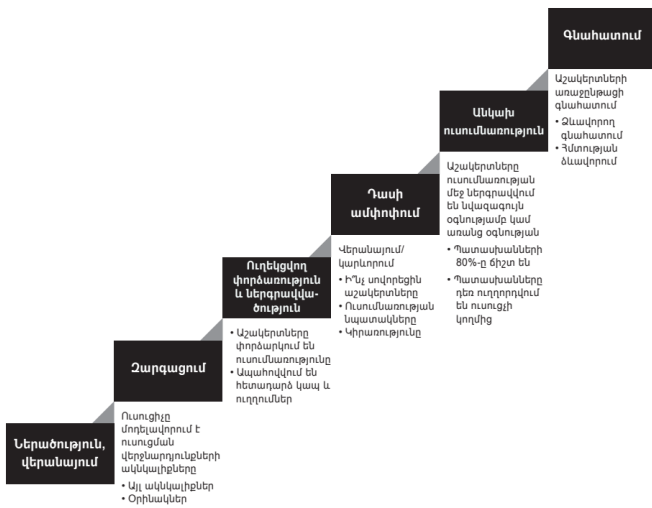 Ներածություն,
վերանայում
Զարգացում
Ուսուցիչը
մոդելավորում է
ուսուցման
վերջնարդյունքների
ակնկալիքները
• Այլ ակնկալիքներ
• Օրինակներ
Ուղեկցվող
փորձառություն
և ներգրավվա-
ծություն
• Աշակերտները
փորձարկում են
ուսումնառությունը
• Ապահովվում են
հետադարձ կապ և
ուղղումներ
Դասի
ամփոփում
Վերանայում/
կարևորում
• Ի՞նչ սովորեցին
աշակերտները
• Ուսումնառության
նպատակները
• Կիրառությունը
Անկախ
ուսումնառություն
Աշակերտները
ուսումնառության
մեջ ներգրավվում
են նվազագույն
օգնությամբ կամ
առանց օգնության
• Պատասխանների
80%-ը ճիշտ են
• Պատասխանները
դեռ ուղղորդվում
են ուսուցչի
կողմից
Գնահատում
Աշակերտների
առաջընթացի
գնահատում
• Ձևավորող
գնահատում
• Հմտության
ձևավորում